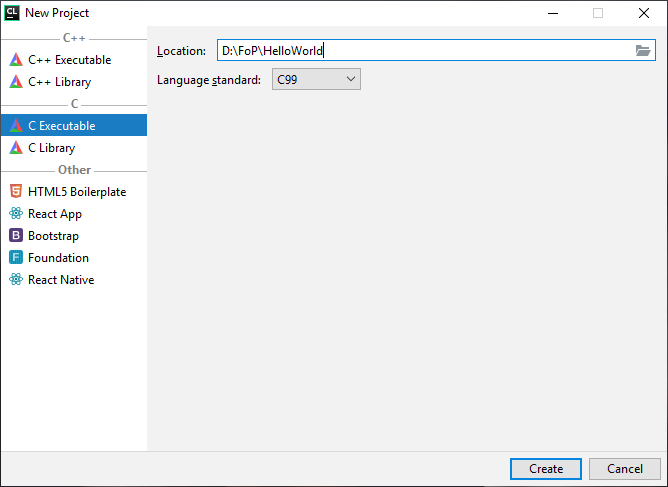 CL New Project
C++
C++ Executable
C++ Library
C
C Executable
C Library
Other
HTML5 Boilerplate
React App
B Bootstrap
F Foundation
React Native
Location: D:\FoP\HelloWorld
Language standard: C99
Create Cancel